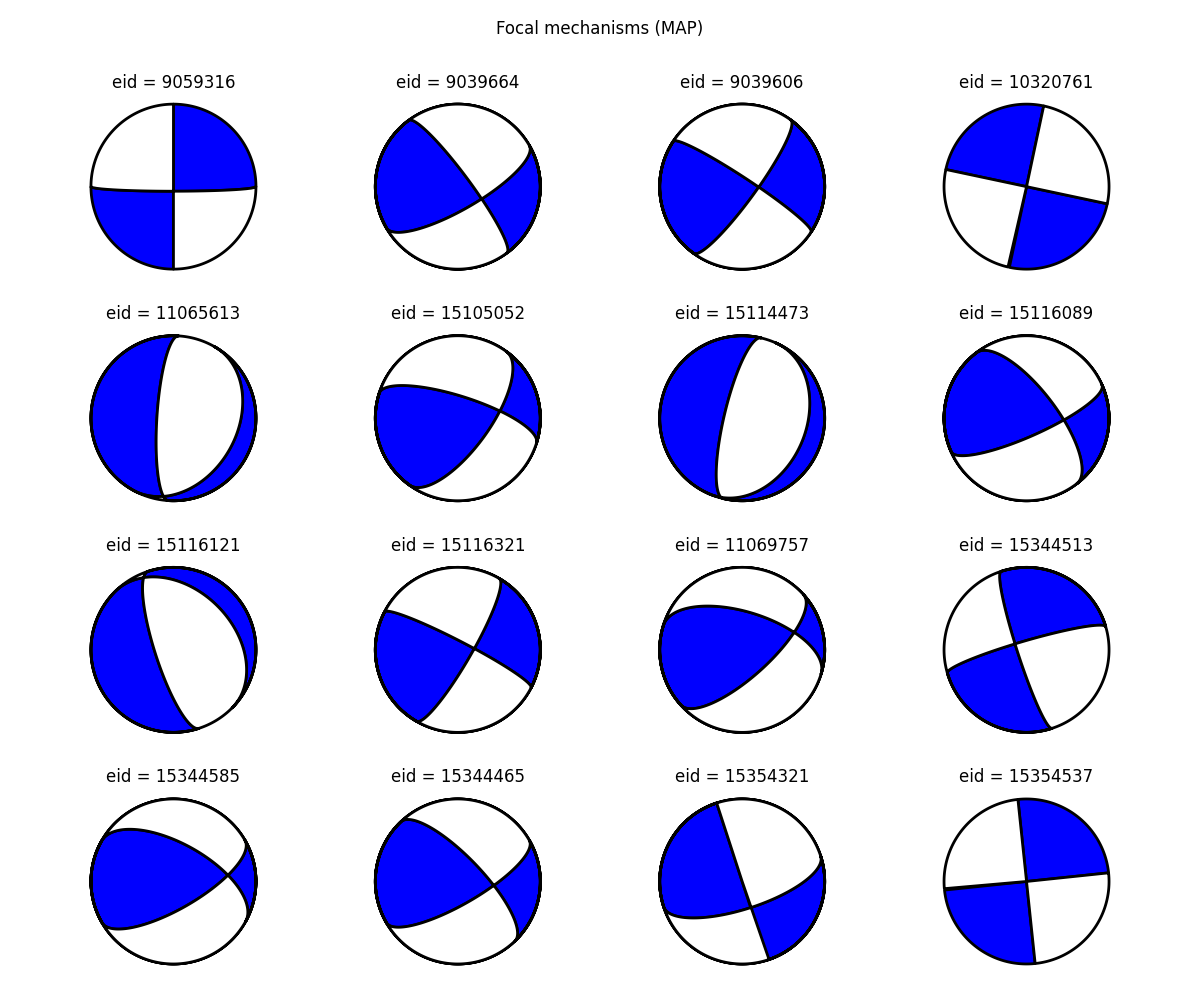 Focal mechanisms (MAP)
eid = 9059316
eid = 9039664
eid = 9039606
eid = 10320761
eid = 11065613
eid = 15105052
eid = 15114473
eid = 15116089
eid = 15116121
eid = 15116321
eid = 11069757
eid = 15344513
eid = 15344585
eid = 15344465
eid = 15354321
eid = 15354537